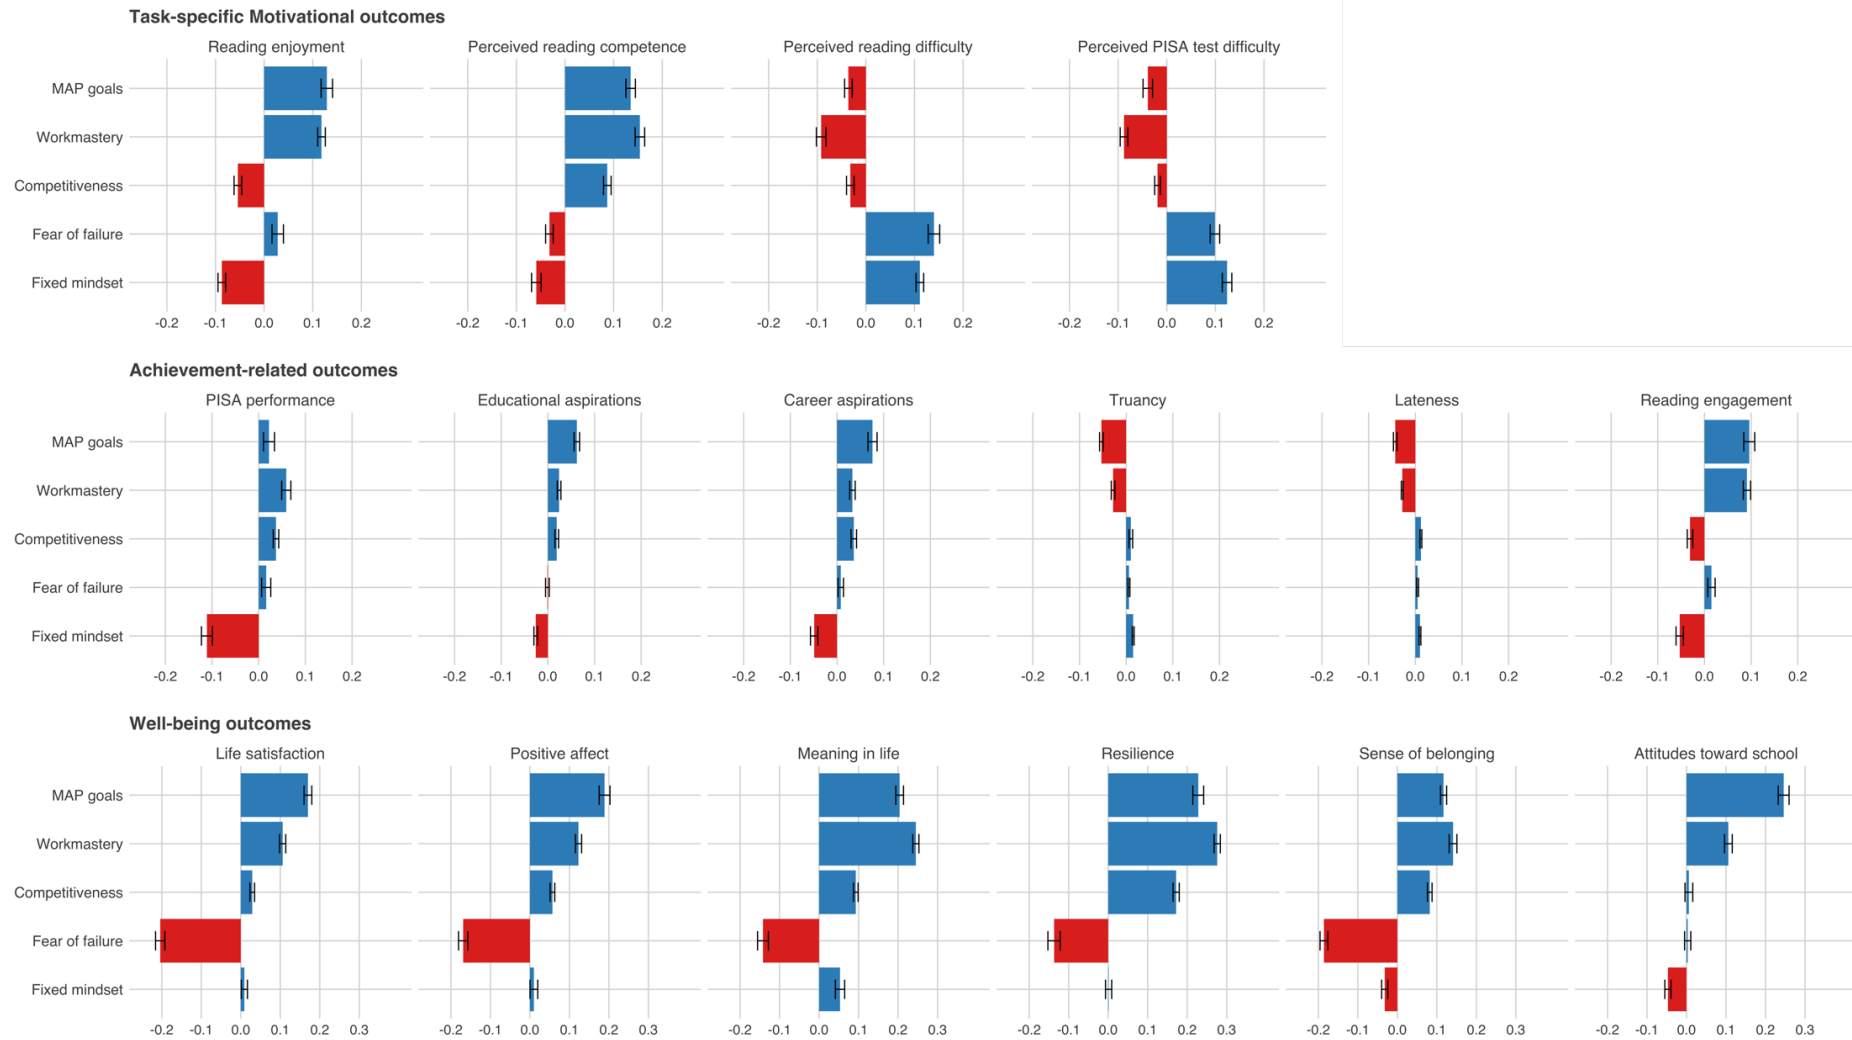 Task-specific Motivational outcomes
Reading enjoyment Perceived reading competence Perceived reading difficulty Perceived PISA test difficulty
MAP goals
Workmastery
Competitiveness
Fear of failure
Fixed mindset
-0.2 -0.1 0.0 0.1 0.2 -0.2 -0.1 0.0 0.1 0.2 -0.2 -0.1 0.0 0.1 0.2 -0.2 -0.1 0.0 0.1 0.2
Achievement-related outcomes
PISA performance Educational aspirations Career aspirations Truancy Lateness Reading engagement
MAP goals
Workmastery
Competitiveness
Fear of failure
Fixed mindset
-0.2 -0.1 0.0 0.1 0.2 -0.2 -0.1 0.0 0.1 0.2 -0.2 -0.1 0.0 0.1 0.2 -0.2 -0.1 0.0 0.1 0.2 -0.2 -0.1 0.0 0.1 0.2 -0.2 -0.1 0.0 0.1 0.2
Well-being outcomes
Life satisfaction Positive affect Meaning in life Resilience Sense of belonging Attitudes toward school
MAP goals
Workmastery
Competitiveness
Fear of failure
Fixed mindset
-0.2 -0.1 0.0 0.1 0.2 0.3 -0.2 -0.1 0.0 0.1 0.2 0.3 -0.2 -0.1 0.0 0.1 0.2 0.3 -0.2 -0.1 0.0 0.1 0.2 0.3 -0.2 -0.1 0.0 0.1 0.2 0.3 -0.2 -0.1 0.0 0.1 0.2 0.3